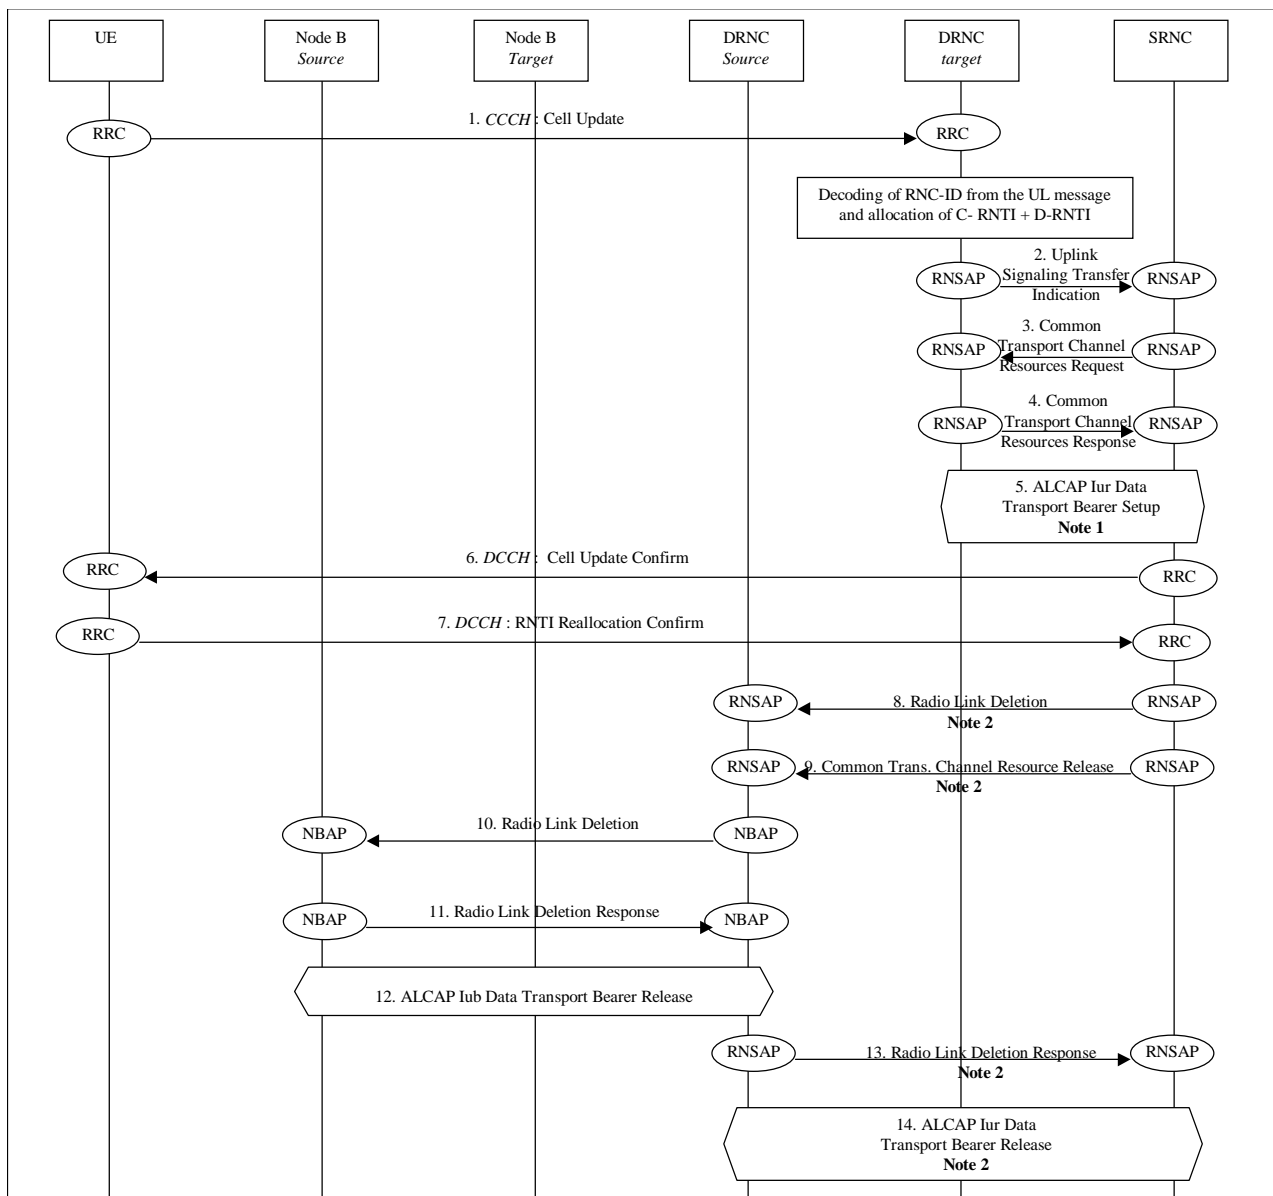 UE
Node B
Source
Node B
Target
DRNC
Source
DRNC
target
SRNC
1. CCCH : Cell Update
RRC
RRC
Decoding of RNC-ID from the UL message
and allocation of C- RNTI + D-RNTI
2. Uplink
Signaling Transfer
Indication
RNSAP
RNSAP
3. Common
Transport Channel
Resources Request
RNSAP
RNSAP
4. Common
Transport Channel
Resources Response
RNSAP
RNSAP
5. ALCAP Iur Data
Transport Bearer Setup
Note 1
6. DCCH : Cell Update Confirm
RRC
RRC
7. DCCH : RNTI Reallocation Confirm
RRC
RRC
RNSAP
8. Radio Link Deletion
Note 2
RNSAP
RNSAP
9. Common Trans. Channel Resource Release
Note 2
RNSAP
NBAP
10. Radio Link Deletion
NBAP
NBAP
11. Radio Link Deletion Response
NBAP
12. ALCAP Iub Data Transport Bearer Release
RNSAP
13. Radio Link Deletion Response
Note 2
RNSAP
14. ALCAP Iur Data
Transport Bearer Release
Note 2